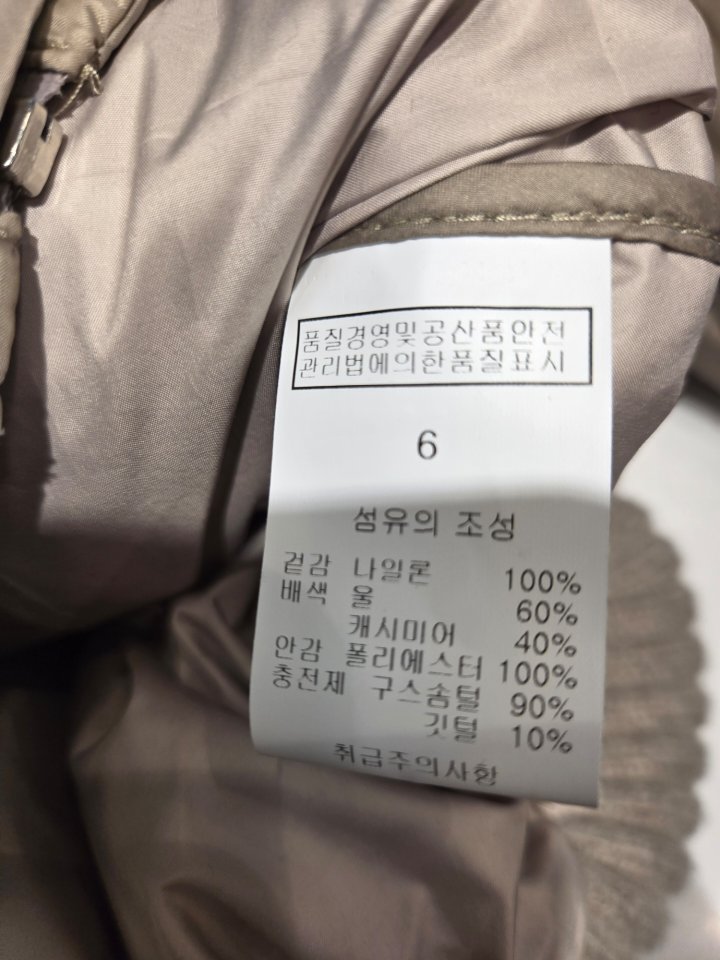 품질경영및공산품안전
관리법에의한품질표시
6
섬유의 조성
겉감 나일론 100%
배색 울 60%
캐시미어 40%
안감 폴리에스터 100%
충전제 구스솜털 90%
깃털 10%
취급주의사항